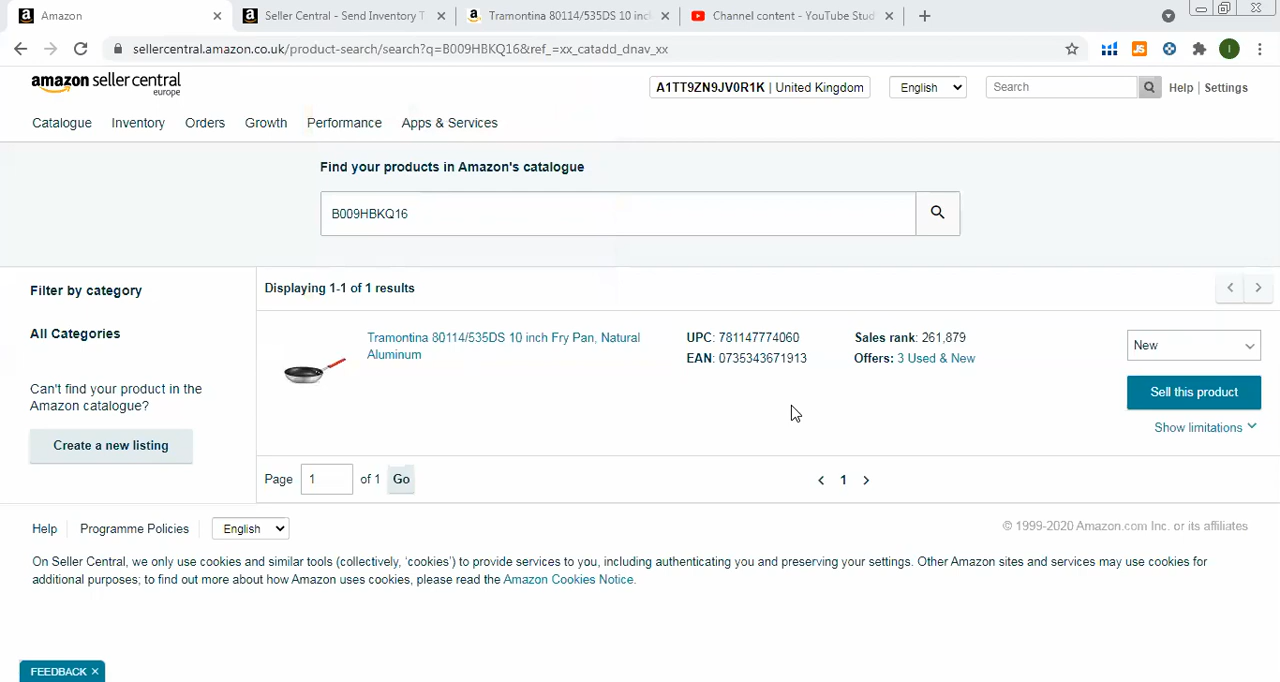 Amazon
Seller Central - Send Inventory T
Tramontina 80114/535DS 10 inc
Channel content - YouTube Stud
sellercentral.amazon.co.uk/product-search/search?q=B009HBKQ16&ref_=xx_catadd_dnav_xx
JS
I
amazon seller central
europe
A1TT9ZN9JV0R1K | United Kingdom
English
Search
Help | Settings
Catalogue
Inventory
Orders
Growth
Performance
Apps & Services
Find your products in Amazon's catalogue
B009HBKQ16
Filter by category
Displaying 1-1 of 1 results
All Categories
Tramontina 80114/535DS 10 inch Fry Pan, Natural
Aluminum
UPC: 781147774060
EAN: 0735343671913
Sales rank: 261,879
Offers: 3 Used & New
New
Sell this product
Show limitations
Can't find your product in the
Amazon catalogue?
Create a new listing
Page 1 of 1 Go
1
Help
Programme Policies
English
© 1999-2020 Amazon.com Inc. or its affiliates
On Seller Central, we only use cookies and similar tools (collectively, 'cookies') to provide services to you, including authenticating you and preserving your settings. Other Amazon sites and services may use cookies for
additional purposes; to find out more about how Amazon uses cookies, please read the Amazon Cookies Notice.
FEEDBACK ×